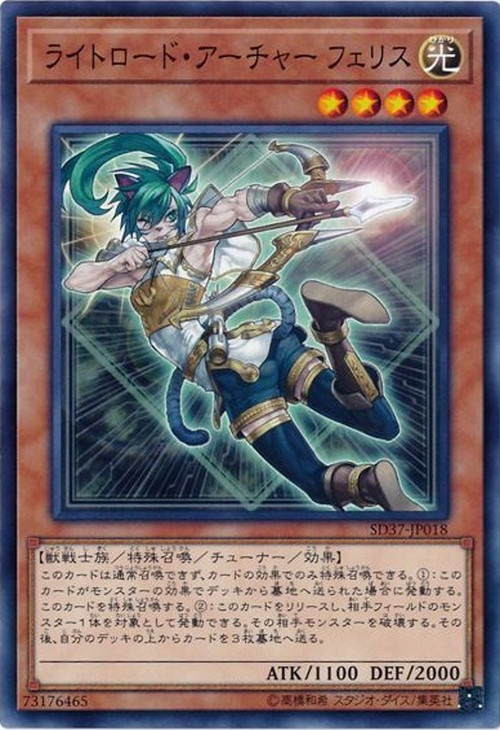 ライトロード・アーチャー フェリス
光
SD37-JP018
【獣戦士族／特殊召喚／チューナー／効果】
このカードは通常召喚できず、カードの効果でのみ特殊召喚できる。①：この
カードがモンスターの効果でデッキから墓地へ送られた場合に発動する。
このカードを特殊召喚する。②：このカードをリリースし、相手フィールドのモン
スター１体を対象として発動できる。その相手モンスターを破壊する。その
後、自分のデッキの上からカードを３枚墓地へ送る。
ATK/1100 DEF/2000
73176465
©高橋和希 スタジオ・ダイス/集英社